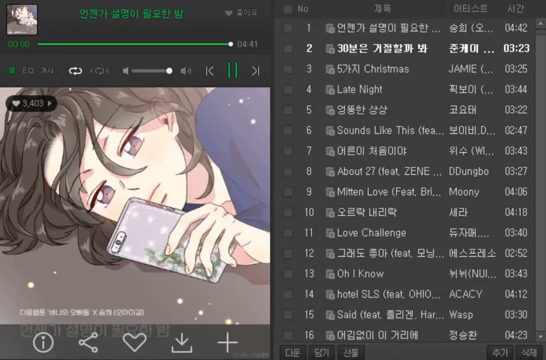 언젠가 설명이 필요한 밤
좋아요
00:00
04:41
EQ 가사
3,403
다음웹툰 '바니와 오빠들' X 승희 (오마이걸)
언젠가 설명이 필요한 밤
No 제목 아티스트 시간
1 언젠가 설명이 필요한 ... 승희 (오... 04:42
2 30분은 거절할까 봐 준케이 ... 03:23
3 5가지 Christmas JAMIE (... 03:25
4 Late Night 픽보이 (... 03:44
5 엉뚱한 상상 코요태 03:22
6 Sounds Like This (fea... 보이비,D... 02:47
7 어른이 처음이야 위수 (WI... 03:43
8 About 27 (feat. ZENE ... DDungbo 03:27
9 Mitten Love (Feat, Bri... Moony 04:06
10 오르락 내리락 세라 04:18
11 Love Challenge 듀자매,... 03:40
12 그래도 좋아 (feat, 모닝... 에스프레소 02:52
13 Oh I Know 뉘뉘(NUI... 03:43
14 hotel SLS (feat, OHIO,... ACACY 04:12
15 Said (feat, 쿨리젠, Har... Wasp 03:30
16 어김없이 이 거리에 정승환 04:23
다운 담기 선물 추가 삭제